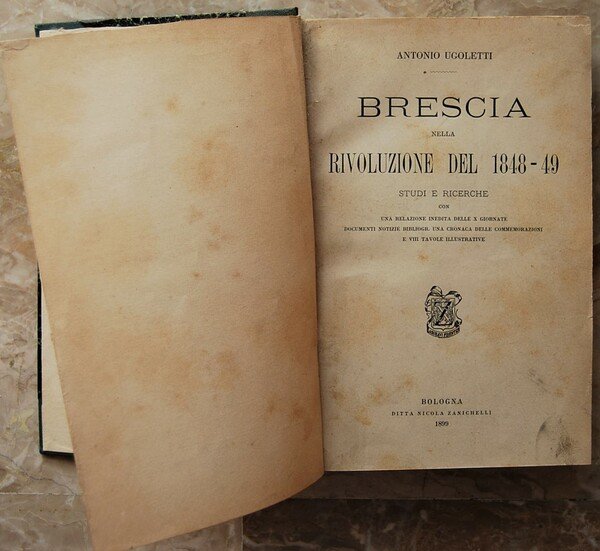 ANTONIO UGOLETTI
BRESCIA
NELLA
RIVOLUZIONE DEL 1848-49
STUDI E RICERCHE
CON
UNA RELAZIONE INEDITA DELLE X GIORNATE
DOCUMENTI NOTIZIE BIBLIOGR. UNA CRONACA DELLE COMMEMORAZIONI
E VIII TAVOLE ILLUSTRATIVE
BOLOGNA
DITTA NICOLA ZANICHELLI
1899